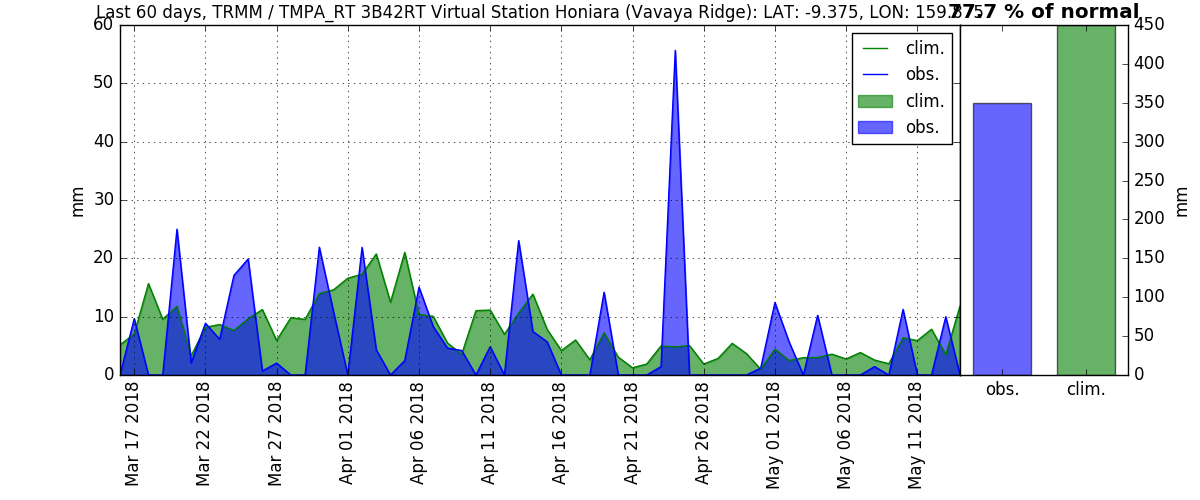 Last 60 days, TRMM / TMPA_RT 3B42RT Virtual Station Honiara (Vavaya Ridge): LAT: -9.375, LON: 159.875
77.7 % of normal
60
50
40
30
20
10
0
mm
clim.
obs.
clim.
obs.
Mar 17 2018
Mar 22 2018
Mar 27 2018
Apr 01 2018
Apr 06 2018
Apr 11 2018
Apr 16 2018
Apr 21 2018
Apr 26 2018
May 01 2018
May 06 2018
May 11 2018
450
400
350
300
250
200
150
100
50
0
mm
obs.
clim.